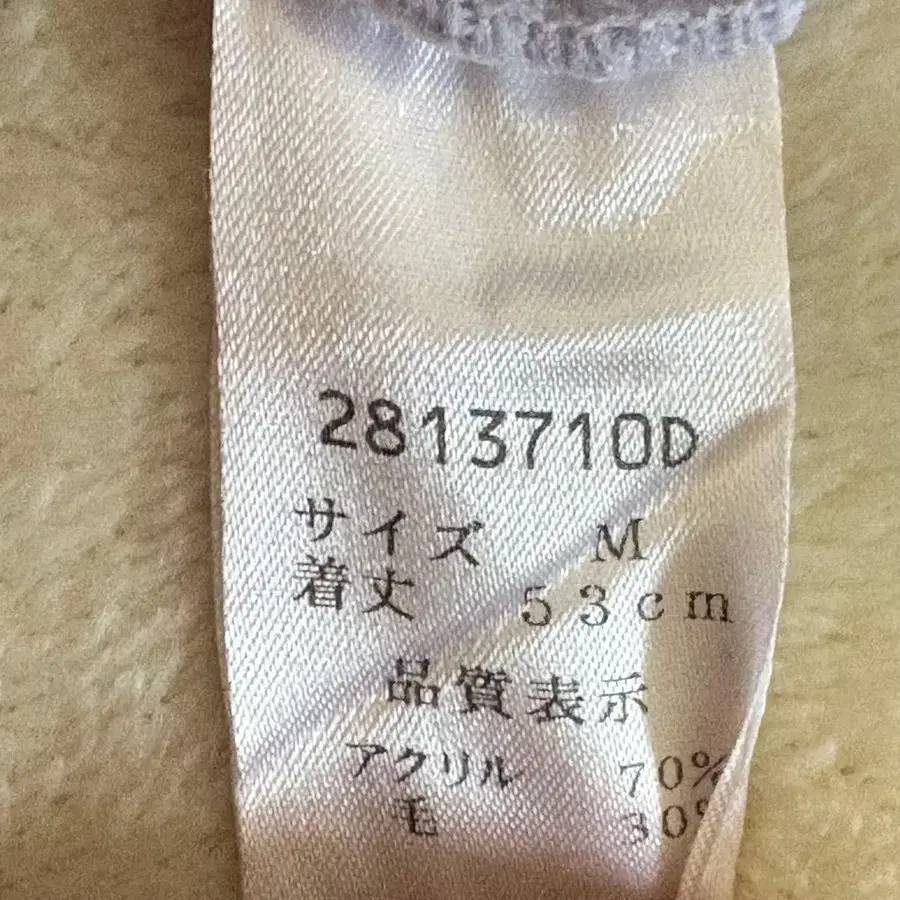 2813710D
サイズ M
着丈 53cm
品質表示
アクリル 70%
毛 30%